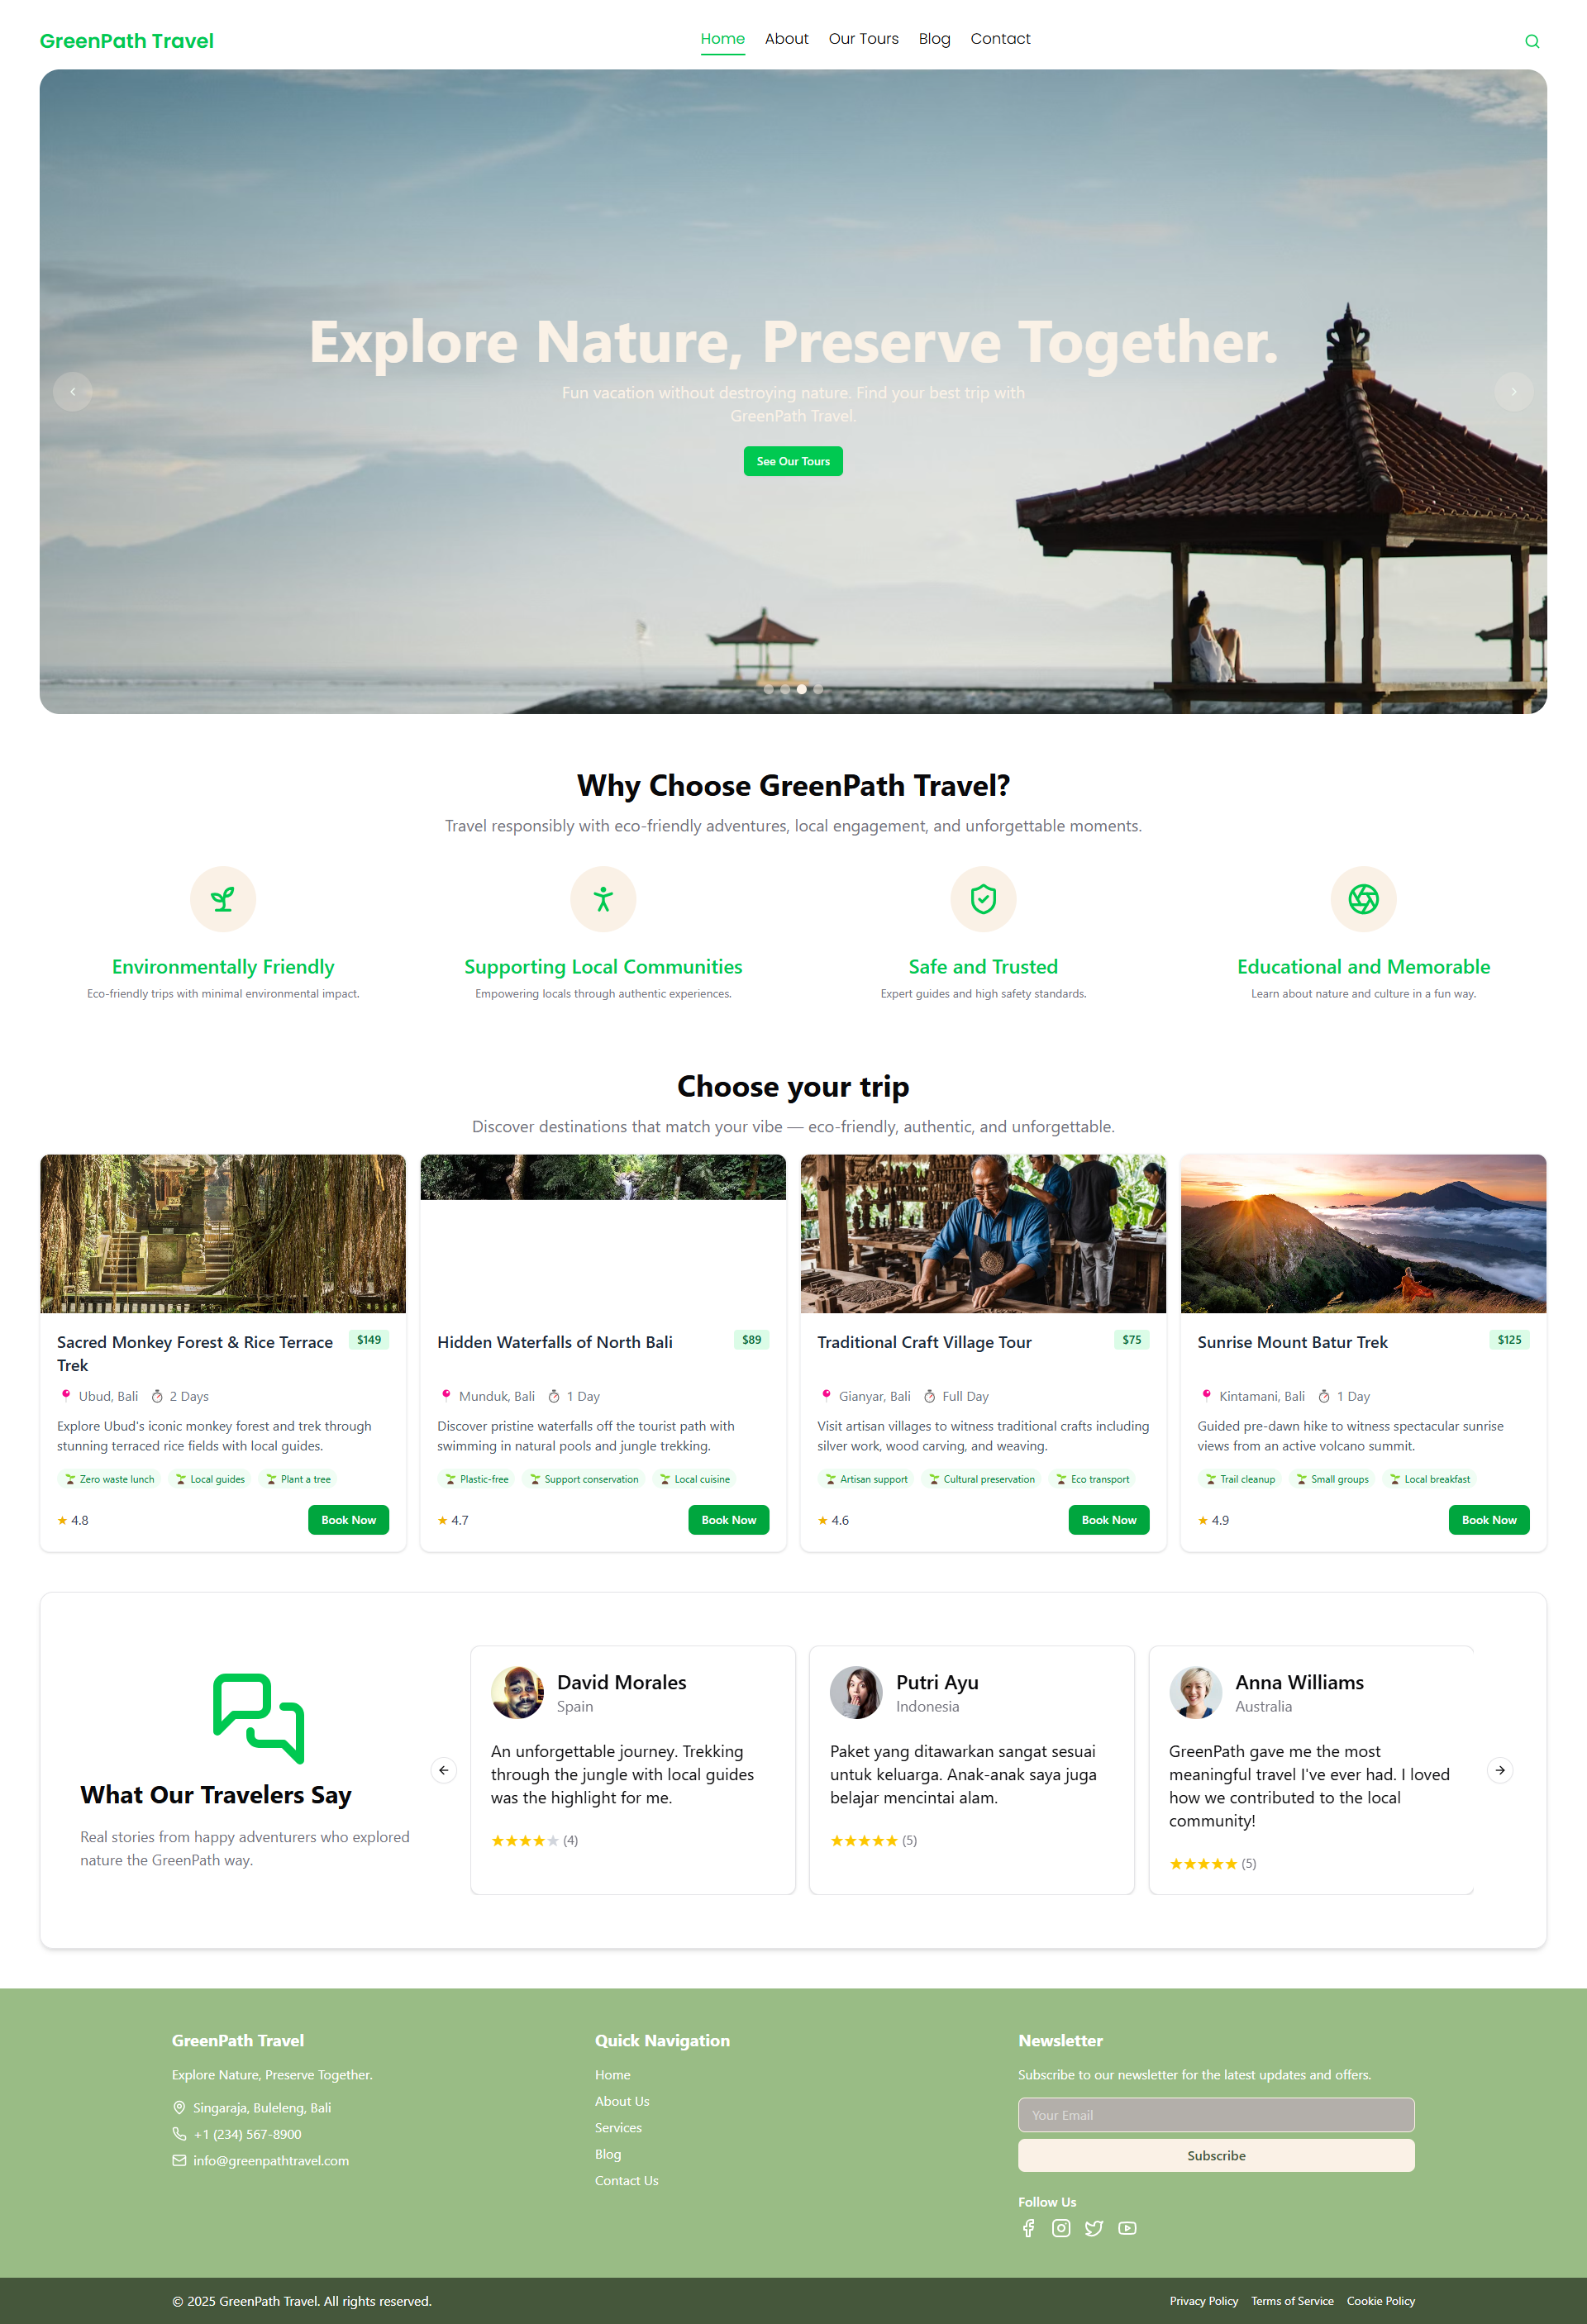 GreenPath Travel
Home About Our Tours Blog Contact
Explore Nature, Preserve Together.
Fun vacation without destroying nature. Find your best trip with
GreenPath Travel.
See Our Tours
Why Choose GreenPath Travel?
Travel responsibly with eco-friendly adventures, local engagement, and unforgettable moments.
Environmentally Friendly
Eco-friendly trips with minimal environmental impact.
Supporting Local Communities
Empowering locals through authentic experiences.
Safe and Trusted
Expert guides and high safety standards.
Educational and Memorable
Learn about nature and culture in a fun way.
Choose your trip
Discover destinations that match your vibe — eco-friendly, authentic, and unforgettable.
Sacred Monkey Forest & Rice Terrace
Trek
$149
Ubud, Bali 2 Days
Explore Ubud's iconic monkey forest and trek through
stunning terraced rice fields with local guides.
Zero waste lunch Local guides Plant a tree
★ 4.8
Book Now
Hidden Waterfalls of North Bali
$89
Munduk, Bali 1 Day
Discover pristine waterfalls off the tourist path with
swimming in natural pools and jungle trekking.
Plastic-free Support conservation Local cuisine
★ 4.7
Book Now
Traditional Craft Village Tour
$75
Gianyar, Bali Full Day
Visit artisan villages to witness traditional crafts including
silver work, wood carving, and weaving.
Artisan support Cultural preservation Eco transport
★ 4.6
Book Now
Sunrise Mount Batur Trek
$125
Kintamani, Bali 1 Day
Guided pre-dawn hike to witness spectacular sunrise
views from an active volcano summit.
Trail cleanup Small groups Local breakfast
★ 4.9
Book Now
What Our Travelers Say
Real stories from happy adventurers who explored
nature the GreenPath way.
David Morales
Spain
An unforgettable journey. Trekking
through the jungle with local guides
was the highlight for me.
★★★★★ (4)
Putri Ayu
Indonesia
Paket yang ditawarkan sangat sesuai
untuk keluarga. Anak-anak saya juga
belajar mencintai alam.
★★★★★ (5)
Anna Williams
Australia
GreenPath gave me the most
meaningful travel I've ever had. I loved
how we contributed to the local
community!
★★★★★ (5)
GreenPath Travel
Explore Nature, Preserve Together.
Singaraja, Buleleng, Bali
+1 (234) 567-8900
info@greenpathtravel.com
Quick Navigation
Home
About Us
Services
Blog
Contact Us
Newsletter
Subscribe to our newsletter for the latest updates and offers.
Your Email
Subscribe
Follow Us
© 2025 GreenPath Travel. All rights reserved.
Privacy Policy Terms of Service Cookie Policy